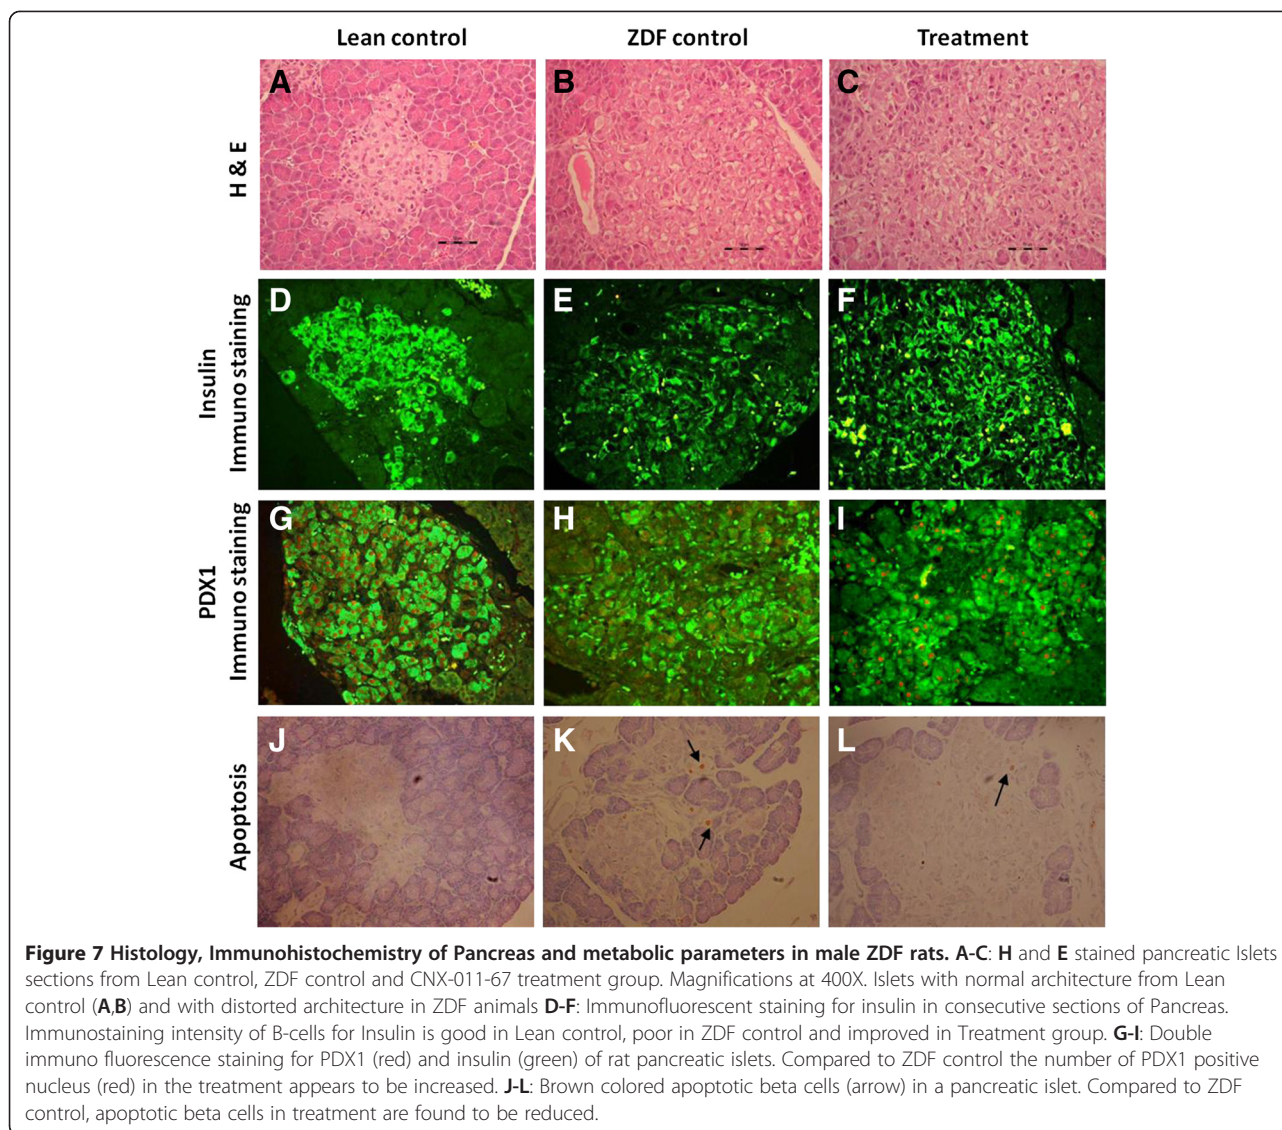 Lean control ZDF control Treatment
H & E
A B C
Insulin
Immuno staining
D E F
PDX1
Immuno staining
G H I
Apoptosis
J K L
Figure 7 Histology, Immunohistochemistry of Pancreas and metabolic parameters in male ZDF rats. A-C: H and E stained pancreatic Islets
sections from Lean control, ZDF control and CNX-011-67 treatment group. Magnifications at 400X. Islets with normal architecture from Lean
control (A,B) and with distorted architecture in ZDF animals D-F: Immunofluorescent staining for insulin in consecutive sections of Pancreas.
Immunostaining intensity of B-cells for Insulin is good in Lean control, poor in ZDF control and improved in Treatment group. G-I: Double
immuno fluorescence staining for PDX1 (red) and insulin (green) of rat pancreatic islets. Compared to ZDF control the number of PDX1 positive
nucleus (red) in the treatment appears to be increased. J-L: Brown colored apoptotic beta cells (arrow) in a pancreatic islet. Compared to ZDF
control, apoptotic beta cells in treatment are found to be reduced.